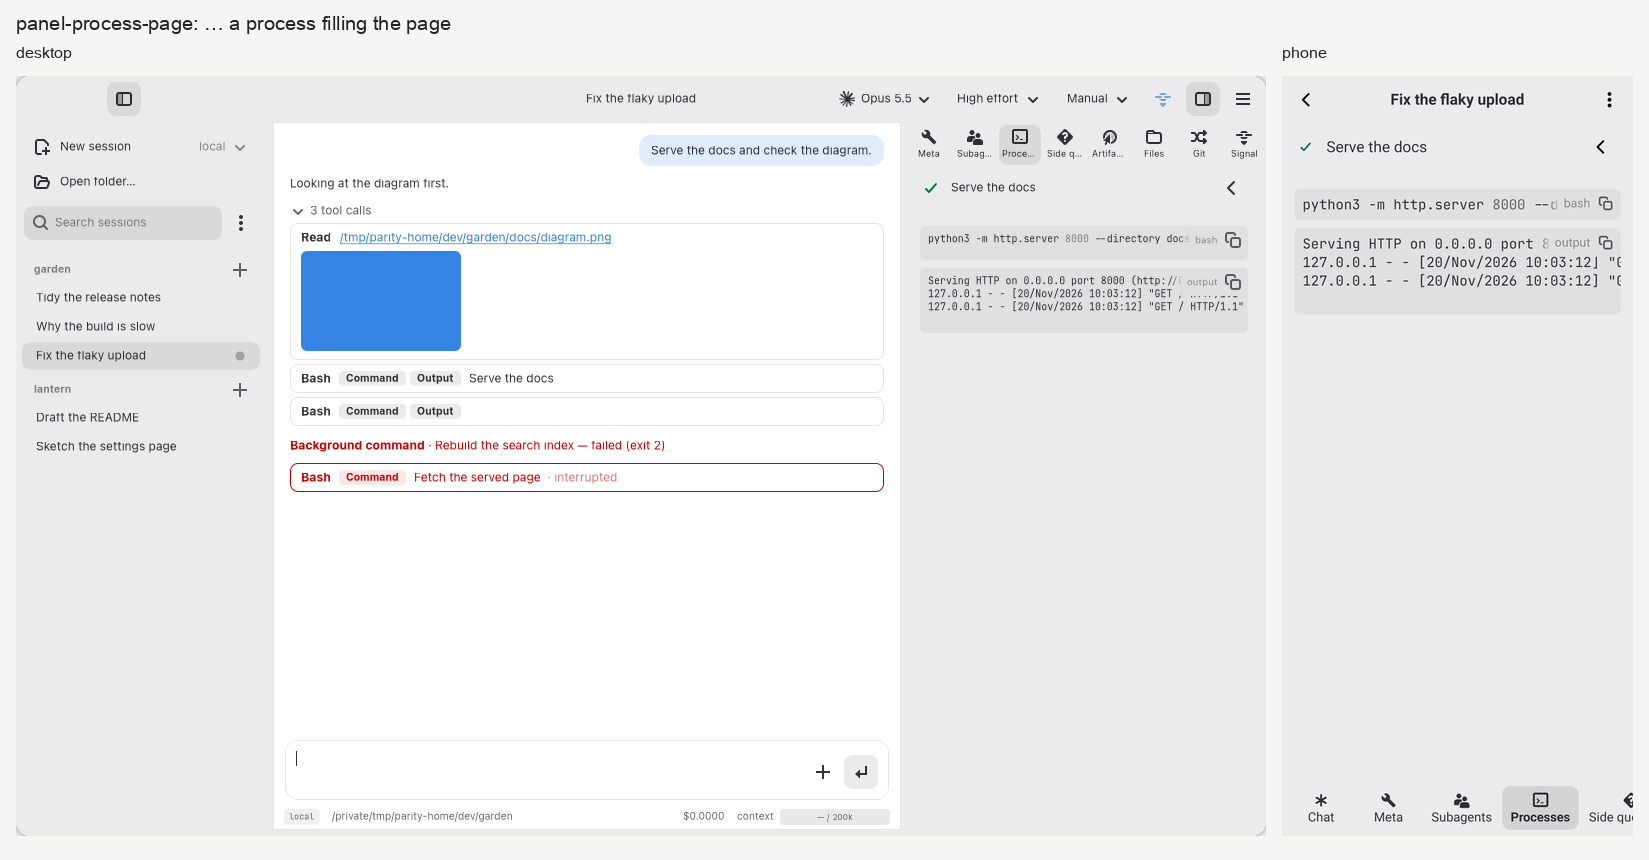 panel-process-page: … a process filling the page
desktop
phone
Fix the flaky upload
Opus 5.5
High effort
Manual
New session
local
Open folder...
Search sessions
garden
Tidy the release notes
Why the build is slow
Fix the flaky upload
lantern
Draft the README
Sketch the settings page
Serve the docs and check the diagram.
Looking at the diagram first.
3 tool calls
Read /tmp/parity-home/dev/garden/docs/diagram.png
Bash Command Output Serve the docs
Bash Command Output
Background command · Rebuild the search index — failed (exit 2)
Bash Command Fetch the served page · interrupted
local /private/tmp/parity-home/dev/garden $0.0000 context — / 200k
Meta Subag... Proce... Side q... Artifa... Files Git Signal
Serve the docs
python3 -m http.server 8000 --directory docs bash
Serving HTTP on 0.0.0.0 port 8000 (http:// output
127.0.0.1 - - [20/Nov/2026 10:03:12] "GET /
127.0.0.1 - - [20/Nov/2026 10:03:12] "GET / HTTP/1.1"
Fix the flaky upload
Serve the docs
python3 -m http.server 8000 --d bash
Serving HTTP on 0.0.0.0 port 8 output
127.0.0.1 - - [20/Nov/2026 10:03:12] "G
127.0.0.1 - - [20/Nov/2026 10:03:12] "G
Chat Meta Subagents Processes Side que